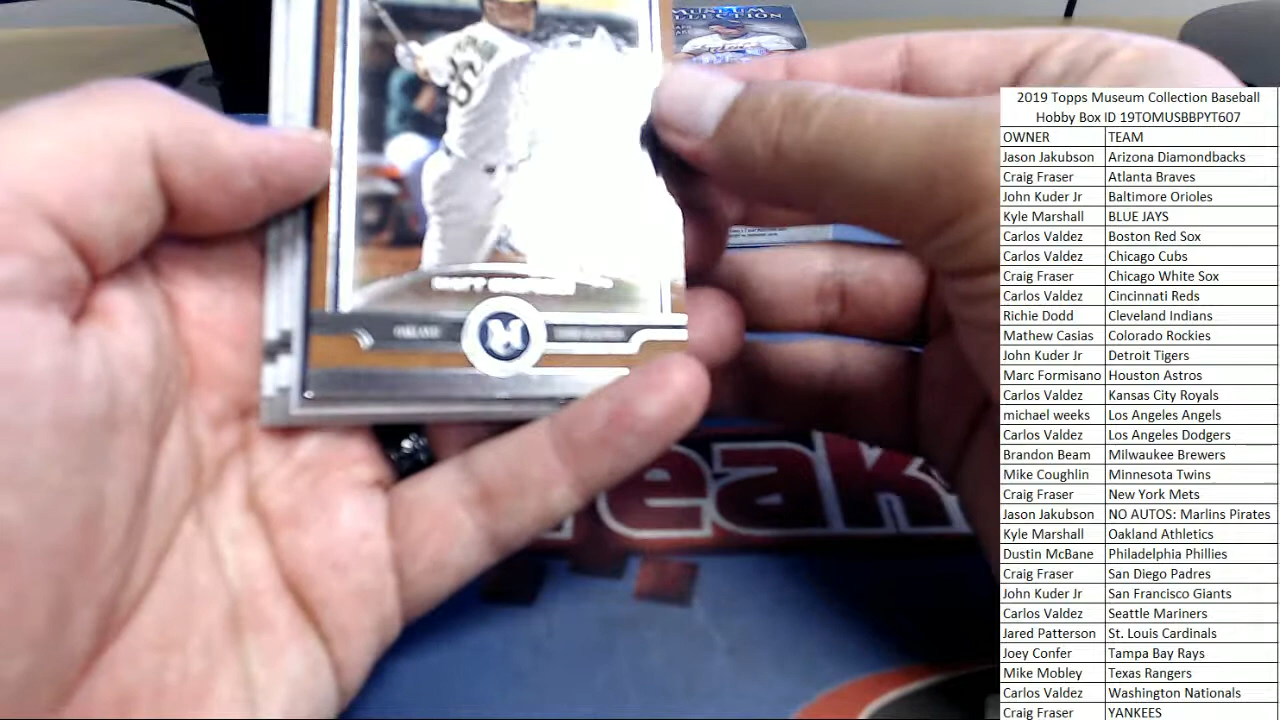 MUSEUM
COLLECTION
M
reak
2019 Topps Museum Collection Baseball
Hobby Box ID 19TOMUSBBPYT607
OWNER TEAM
Jason Jakubson Arizona Diamondbacks
Craig Fraser Atlanta Braves
John Kuder Jr Baltimore Orioles
Kyle Marshall BLUE JAYS
Carlos Valdez Boston Red Sox
Carlos Valdez Chicago Cubs
Craig Fraser Chicago White Sox
Carlos Valdez Cincinnati Reds
Richie Dodd Cleveland Indians
Mathew Casias Colorado Rockies
John Kuder Jr Detroit Tigers
Marc Formisano Houston Astros
Carlos Valdez Kansas City Royals
michael weeks Los Angeles Angels
Carlos Valdez Los Angeles Dodgers
Brandon Beam Milwaukee Brewers
Mike Coughlin Minnesota Twins
Craig Fraser New York Mets
Jason Jakubson NO AUTOS: Marlins Pirates
Kyle Marshall Oakland Athletics
Dustin McBane Philadelphia Phillies
Craig Fraser San Diego Padres
John Kuder Jr San Francisco Giants
Carlos Valdez Seattle Mariners
Jared Patterson St. Louis Cardinals
Joey Confer Tampa Bay Rays
Mike Mobley Texas Rangers
Carlos Valdez Washington Nationals
Craig Fraser YANKEES